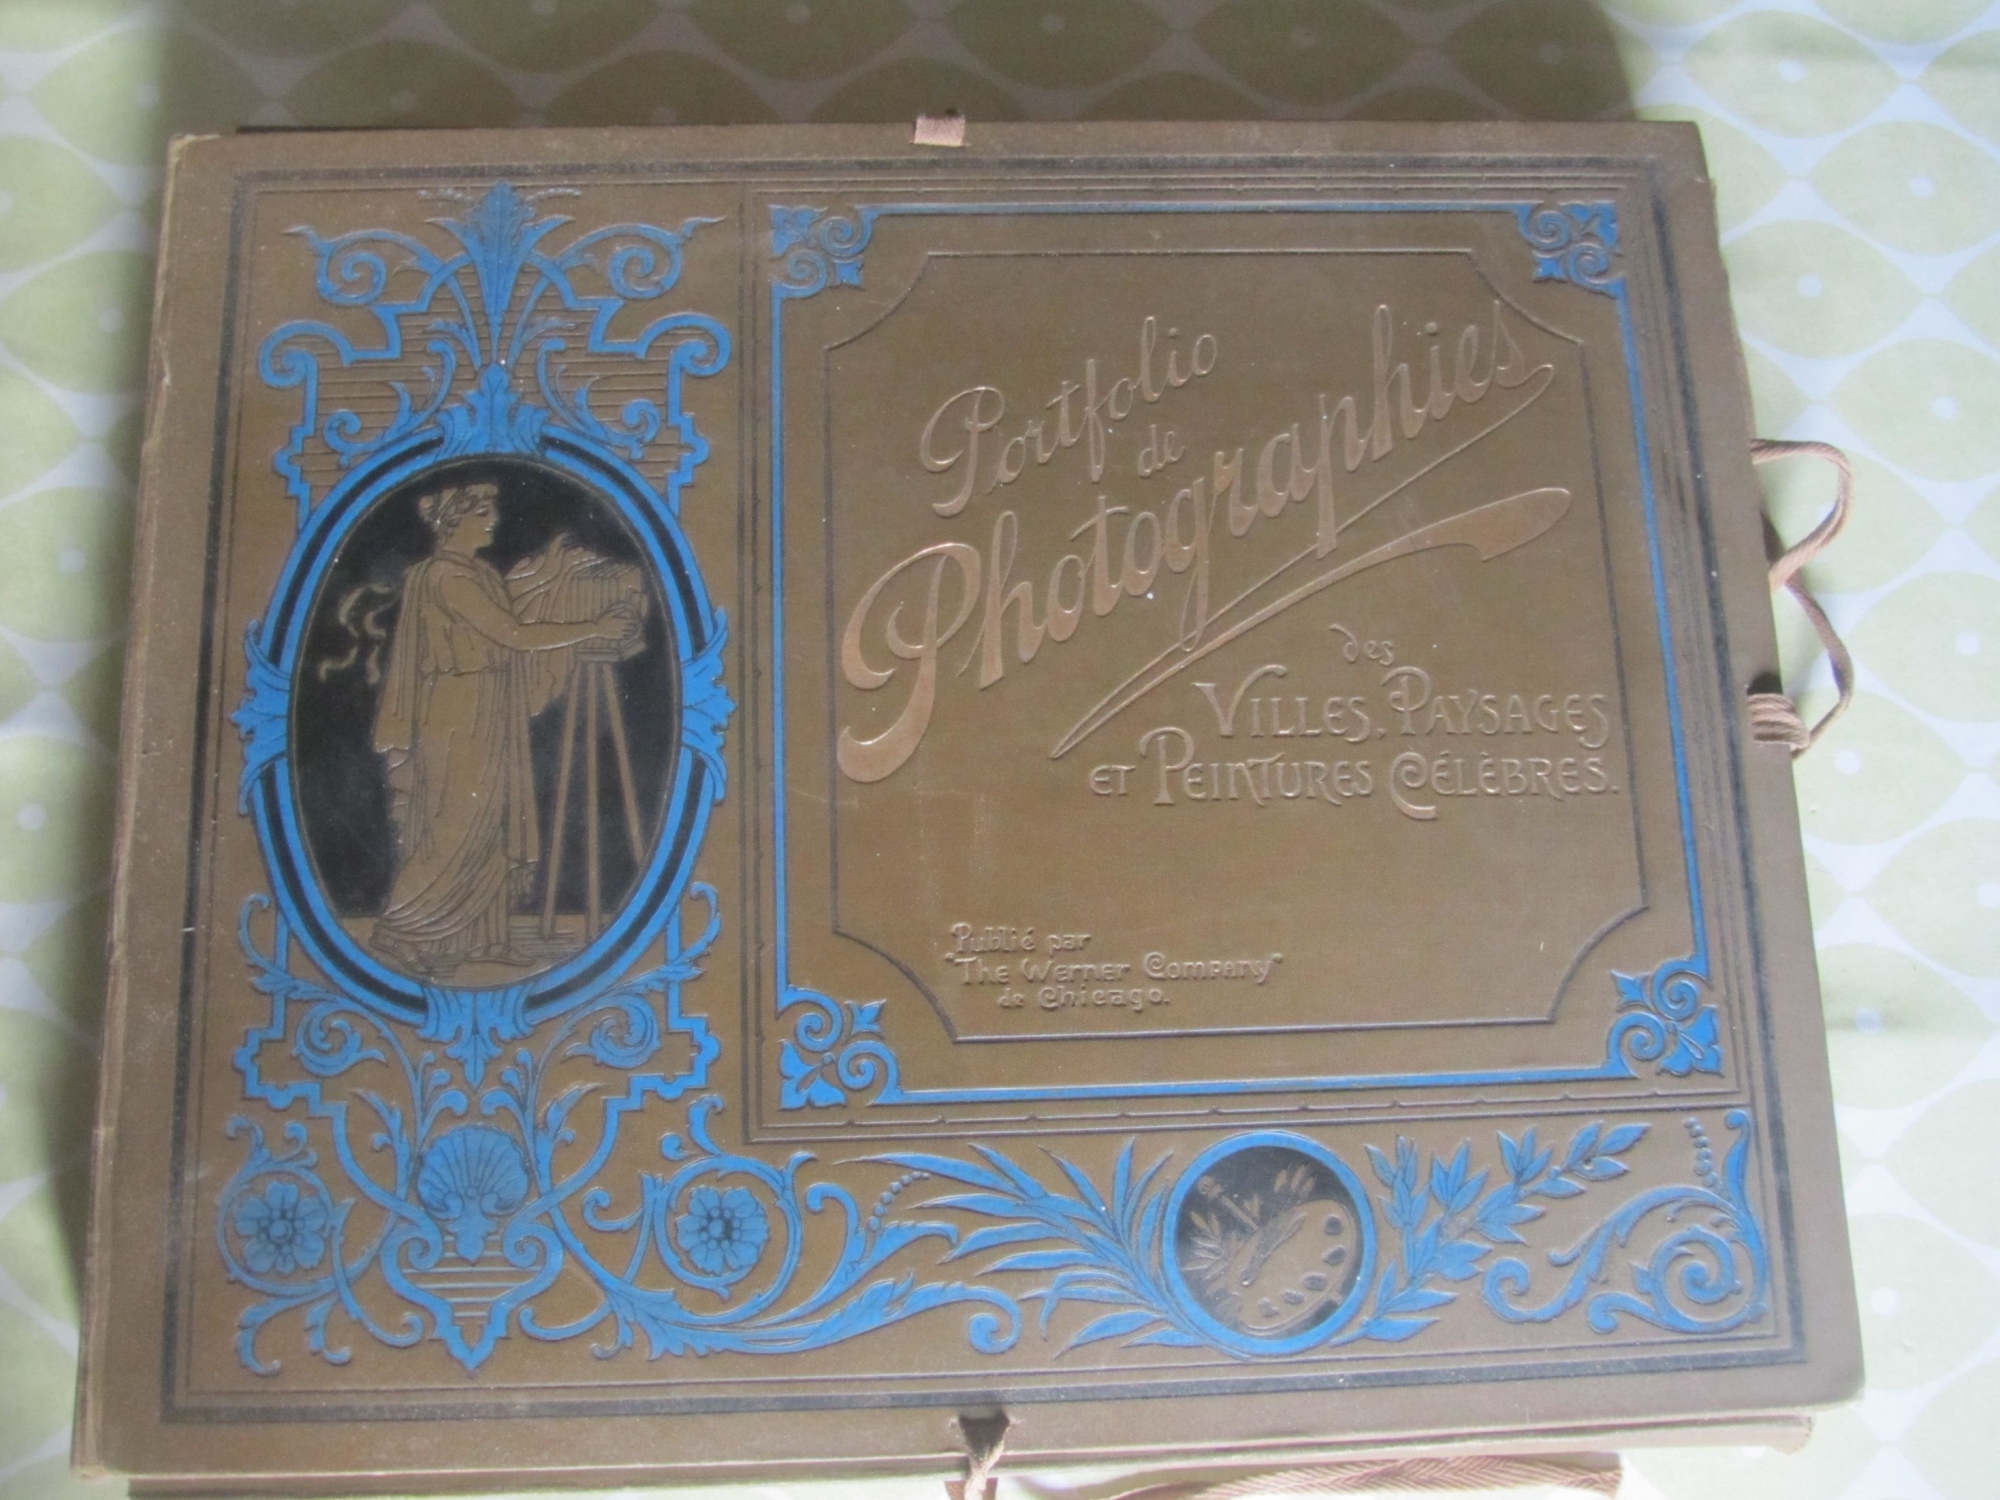 Portfolio
de
Photographies
des
VILLES, PAYSAGES
ET PEINTURES CÉLÈBRES.
Publié par
"The Werner Company"
de Chicago.